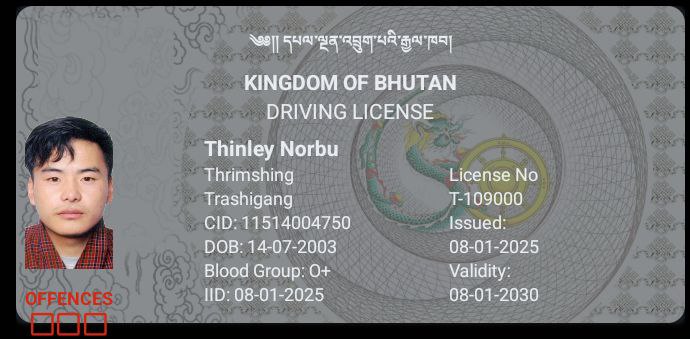 ༄༅།། དཔལ་ལྡན་འབྲུག་པའི་རྒྱལ་ཁབ།
KINGDOM OF BHUTAN
DRIVING LICENSE
Thinley Norbu
Thrimshing
Trashigang
CID: 11514004750
DOB: 14-07-2003
Blood Group: O+
IID: 08-01-2025
License No
T-109000
Issued:
08-01-2025
Validity:
08-01-2030
OFFENCES